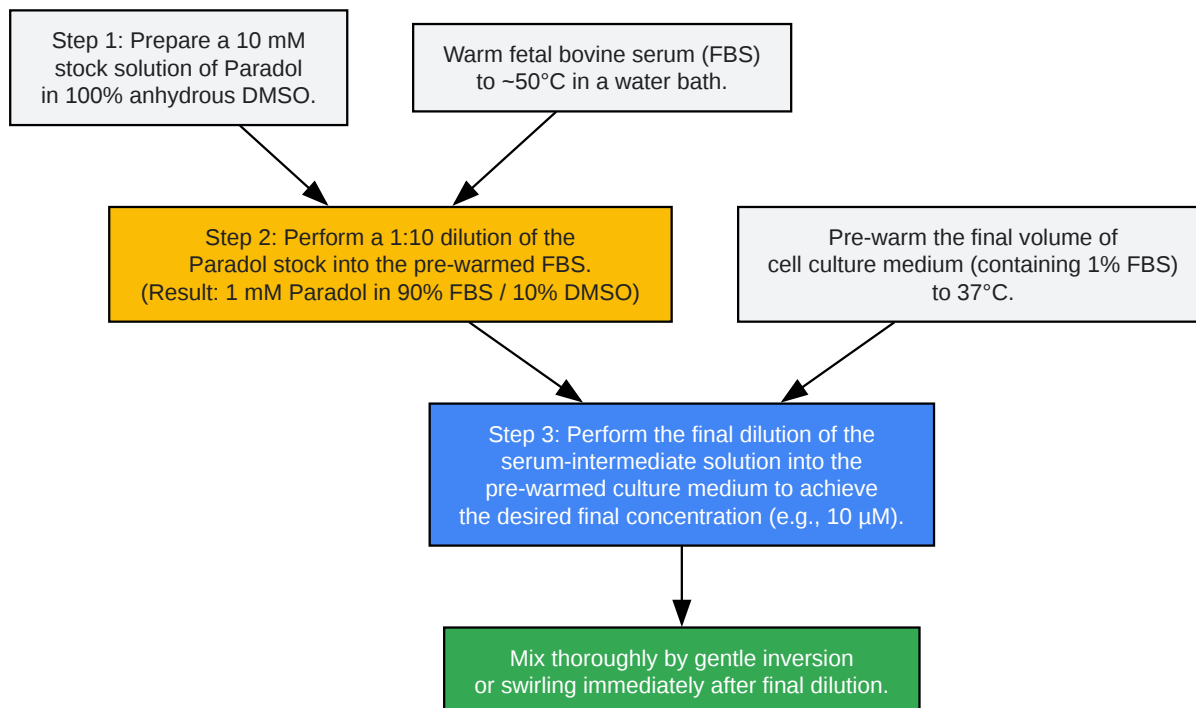 Step 1: Prepare a 10 mM
stock solution of Paradol
in 100% anhydrous DMSO.
Warm fetal bovine serum (FBS)
to ~50°C in a water bath.
Step 2: Perform a 1:10 dilution of the
Paradol stock into the pre-warmed FBS.
(Result: 1 mM Paradol in 90% FBS / 10% DMSO)
Pre-warm the final volume of
cell culture medium (containing 1% FBS)
to 37°C.
Step 3: Perform the final dilution of the
serum-intermediate solution into the
pre-warmed culture medium to achieve
the desired final concentration (e.g., 10 µM).
Mix thoroughly by gentle inversion
or swirling immediately after final dilution.